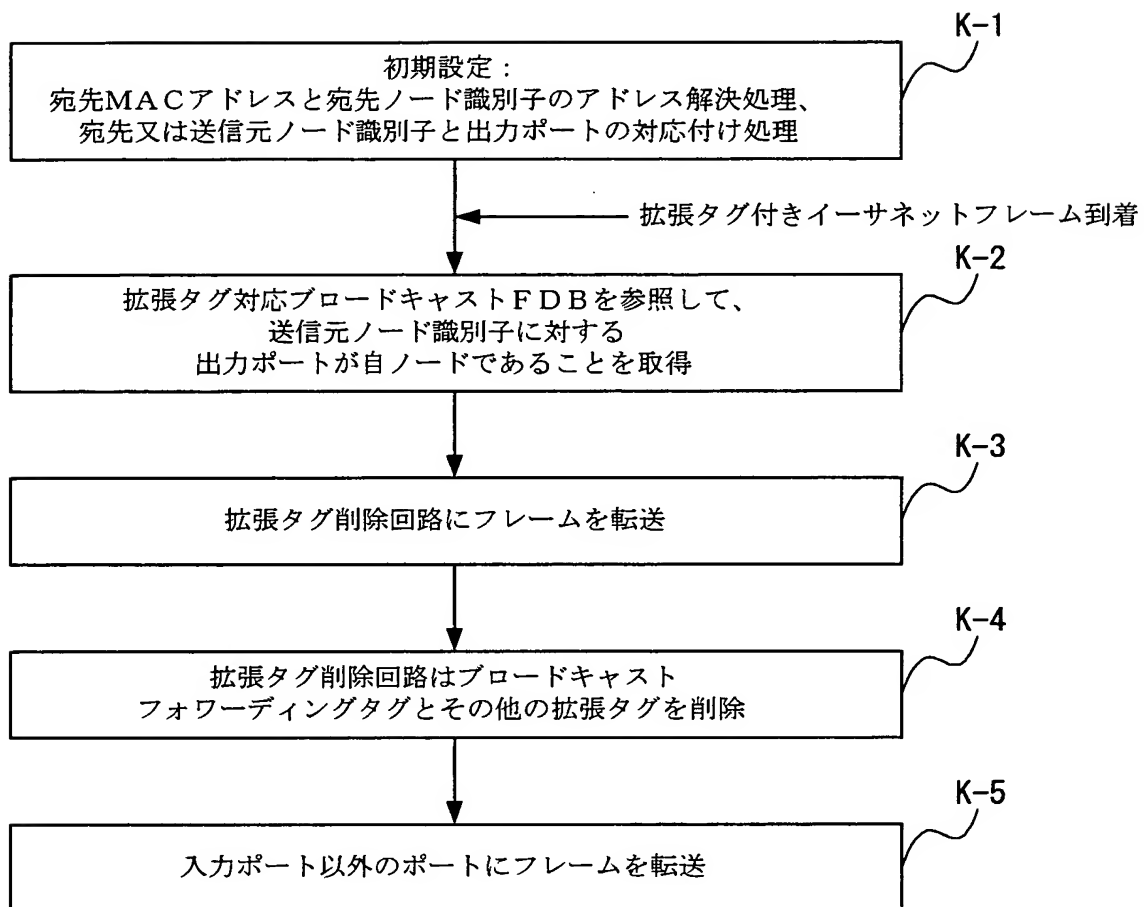 K-1
初期設定：
宛先ＭＡＣアドレスと宛先ノード識別子のアドレス解決処理、
宛先又は送信元ノード識別子と出力ポートの対応付け処理
拡張タグ付きイーサネットフレーム到着
K-2
拡張タグ対応ブロードキャストＦＤＢを参照して、
送信元ノード識別子に対する
出力ポートが自ノードであることを取得
K-3
拡張タグ削除回路にフレームを転送
K-4
拡張タグ削除回路はブロードキャスト
フォワーディングタグとその他の拡張タグを削除
K-5
入力ポート以外のポートにフレームを転送